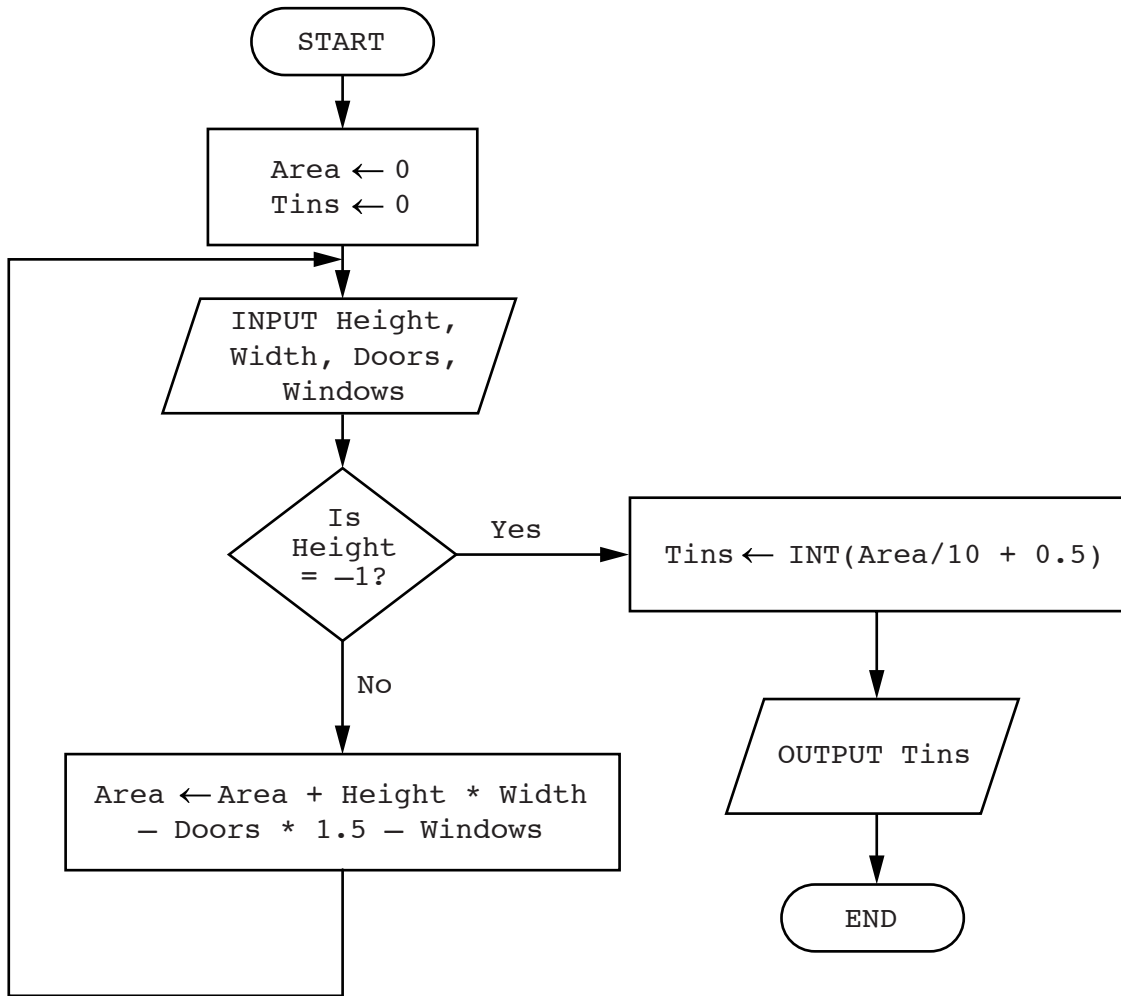 START
Area ← 0
Tins ← 0
INPUT Height,
Width, Doors,
Windows
Is
Height
= –1?
Yes
Tins ← INT(Area/10 + 0.5)
No
Area ← Area + Height * Width
– Doors * 1.5 – Windows
OUTPUT Tins
END